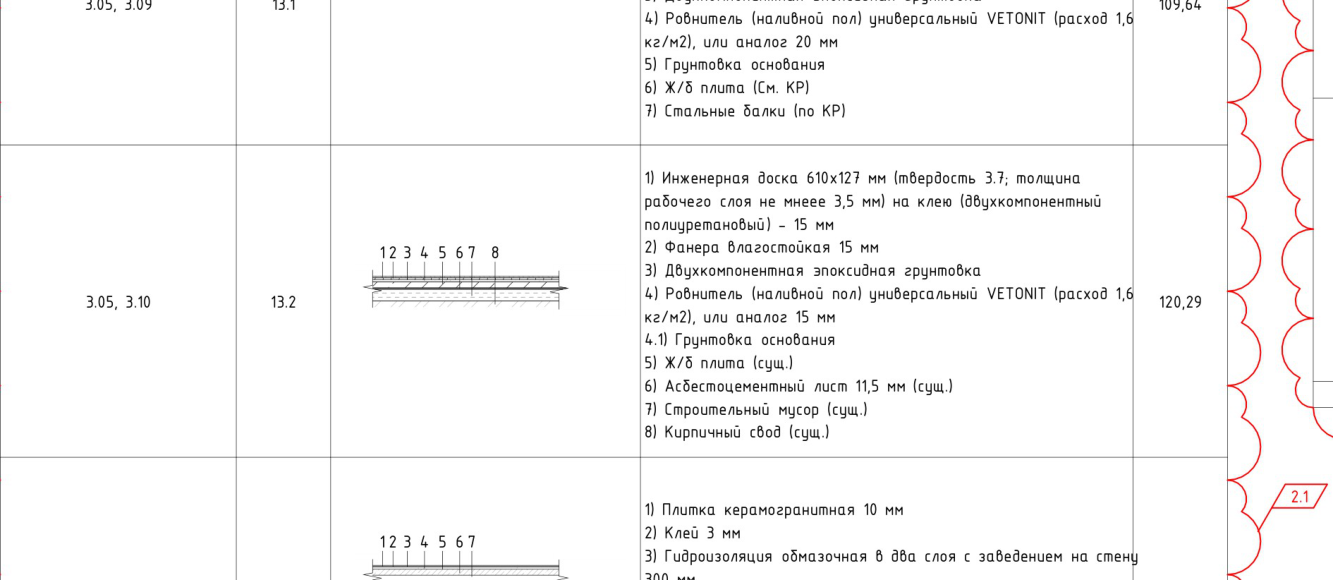 3.05, 3.09
13.1
109,64
4) Ровнитель (наливной пол) универсальный VETONIT (расход 1,6
кг/м2), или аналог 20 мм
5) Грунтовка основания
6) Ж/б плита (См. КР)
7) Стальные балки (по КР)
3.05, 3.10
13.2
1 2 3 4 5 6 7 8
1) Инженерная доска 610х127 мм (твердость 3.7; толщина
рабочего слоя не мнеее 3,5 мм) на клею (двухкомпонентный
полиуретановый) – 15 мм
2) Фанера влагостойкая 15 мм
3) Двухкомпонентная эпоксидная грунтовка
4) Ровнитель (наливной пол) универсальный VETONIT (расход 1,6
кг/м2), или аналог 15 мм
4.1) Грунтовка основания
5) Ж/б плита (сущ.)
6) Асбестоцементный лист 11,5 мм (сущ.)
7) Строительный мусор (сущ.)
8) Кирпичный свод (сущ.)
120,29
2.1
1 2 3 4 5 6 7
1) Плитка керамогранитная 10 мм
2) Клей 3 мм
3) Гидроизоляция обмазочная в два слоя с заведением на стену
300 мм